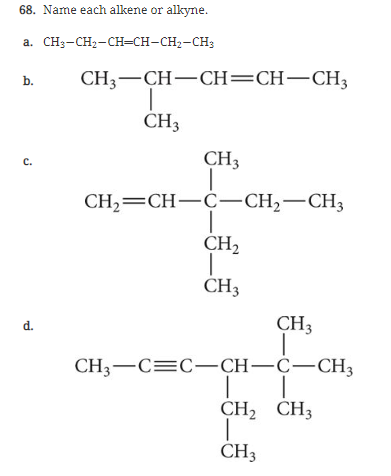 68. Name each alkene or alkyne.
a. CH₃–CH₂–CH=CH–CH₂–CH₃
b. CH₃—CH—CH=CH—CH₃
CH₃
c. CH₃
CH₂=CH—C—CH₂—CH₃
CH₂
CH₃
d. CH₃
CH₃—C≡C—CH—C—CH₃
CH₂ CH₃
CH₃